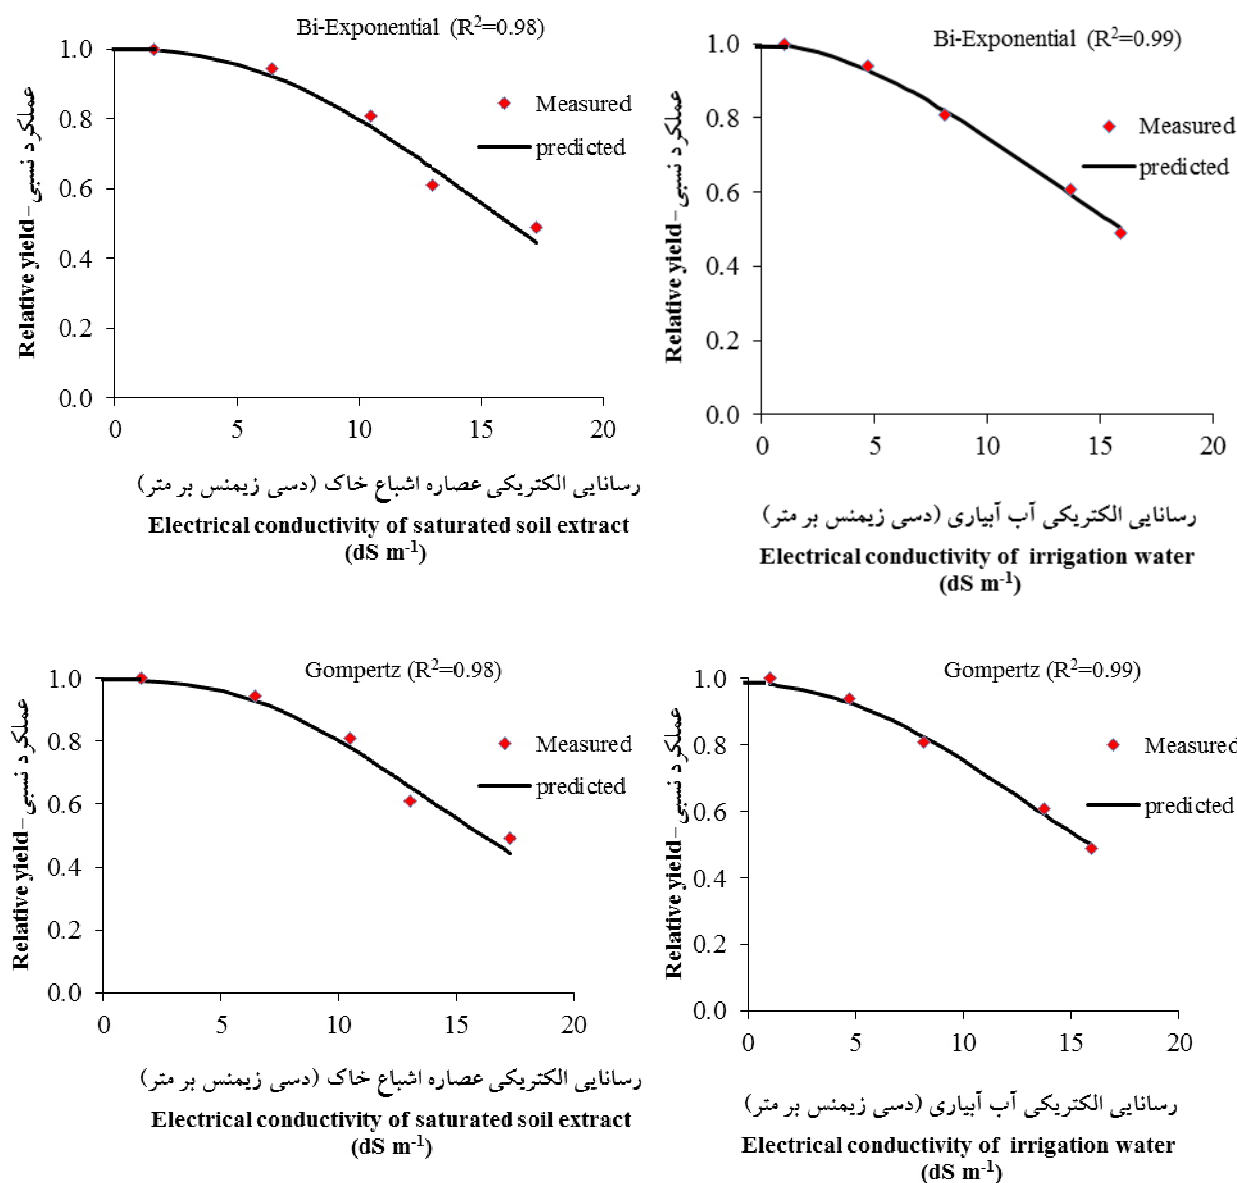 Bi-Exponential (R²=0.98)
1.0
0.8
0.6
0.4
0.2
0.0
0 5 10 15 20
Relative yield – عملکرد نسبی
Measured
predicted
رسانایی الکتریکی عصاره اشباع خاک (دسی زیمنس بر متر)
Electrical conductivity of saturated soil extract
(dS m⁻¹)
Bi-Exponential (R²=0.99)
1.0
0.8
0.6
0.4
0.2
0.0
0 5 10 15 20
Relative yield – عملکرد نسبی
Measured
predicted
رسانایی الکتریکی آب آبیاری (دسی زیمنس بر متر)
Electrical conductivity of irrigation water
(dS m⁻¹)
Gompertz (R²=0.98)
1.0
0.8
0.6
0.4
0.2
0.0
0 5 10 15 20
Relative yield – عملکرد نسبی
Measured
predicted
رسانایی الکتریکی عصاره اشباع خاک (دسی زیمنس بر متر)
Electrical conductivity of saturated soil extract
(dS m⁻¹)
Gompertz (R²=0.99)
1.0
0.8
0.6
0.4
0.2
0.0
0 5 10 15 20
Relative yield – عملکرد نسبی
Measured
predicted
رسانایی الکتریکی آب آبیاری (دسی زیمنس بر متر)
Electrical conductivity of irrigation water
(dS m⁻¹)